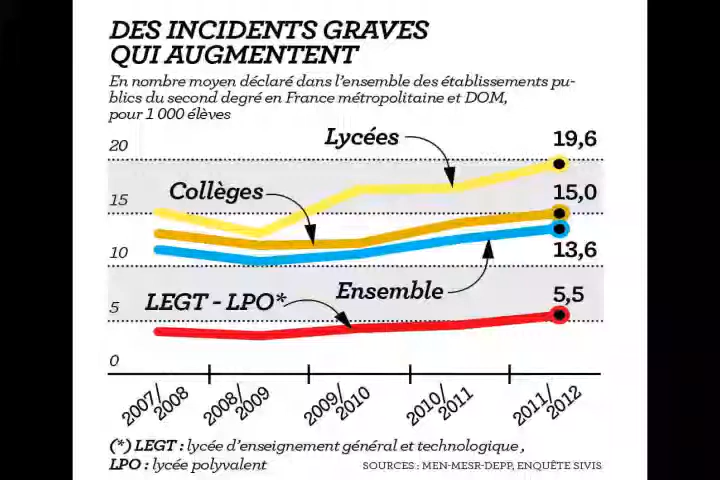 DES INCIDENTS GRAVES
QUI AUGMENTENT
En nombre moyen déclaré dans l'ensemble des établissements pu-
blics du second degré en France métropolitaine et DOM,
pour 1 000 élèves
Lycées
19,6
20
Collèges
15,0
15
13,6
10
Ensemble
LEGT - LPO*
5,5
5
0
2007/
2008
2008/
2009
2009/
2010
2010/
2011
2011/
2012
(*) LEGT : lycée d'enseignement général et technologique,
LPO : lycée polyvalent
SOURCES : MEN-MESR-DEPP, ENQUÊTE SIVIS